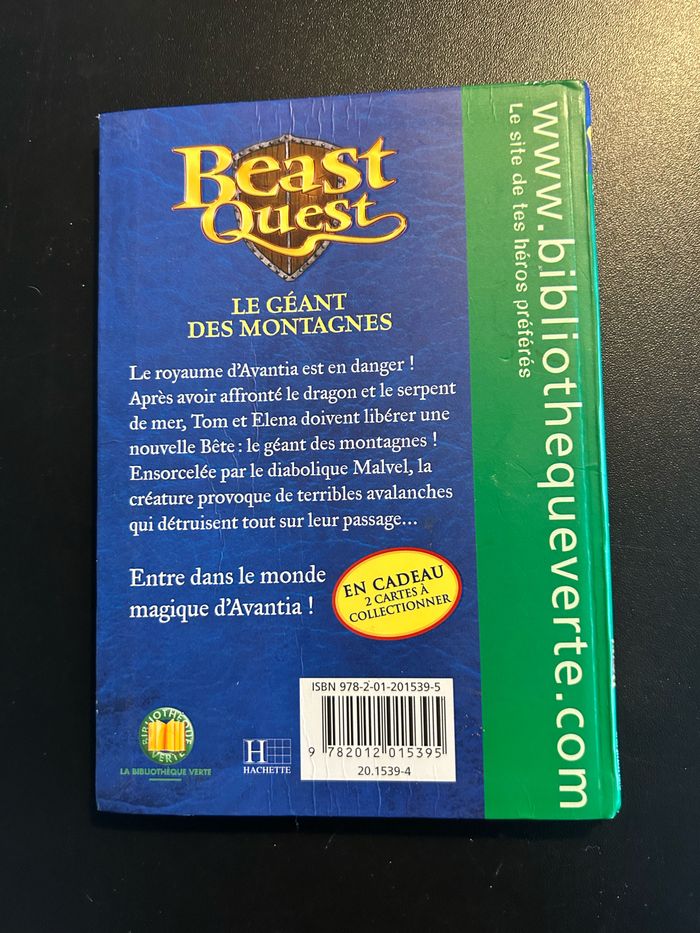 Beast
Quest
LE GÉANT
DES MONTAGNES
Le royaume d'Avantia est en danger !
Après avoir affronté le dragon et le serpent
de mer, Tom et Elena doivent libérer une
nouvelle Bête : le géant des montagnes !
Ensorcelée par le diabolique Malvel, la
créature provoque de terribles avalanches
qui détruisent tout sur leur passage...
Entre dans le monde
magique d'Avantia !
EN CADEAU
2 CARTES À
COLLECTIONNER
BIBLIOTHÈQUE
VERTE
LA BIBLIOTHÈQUE VERTE
H
HACHETTE
ISBN 978-2-01-201539-5
9 782012 015395
20.1539-4
www.bibliothequeverte.com
Le site de tes héros préférés